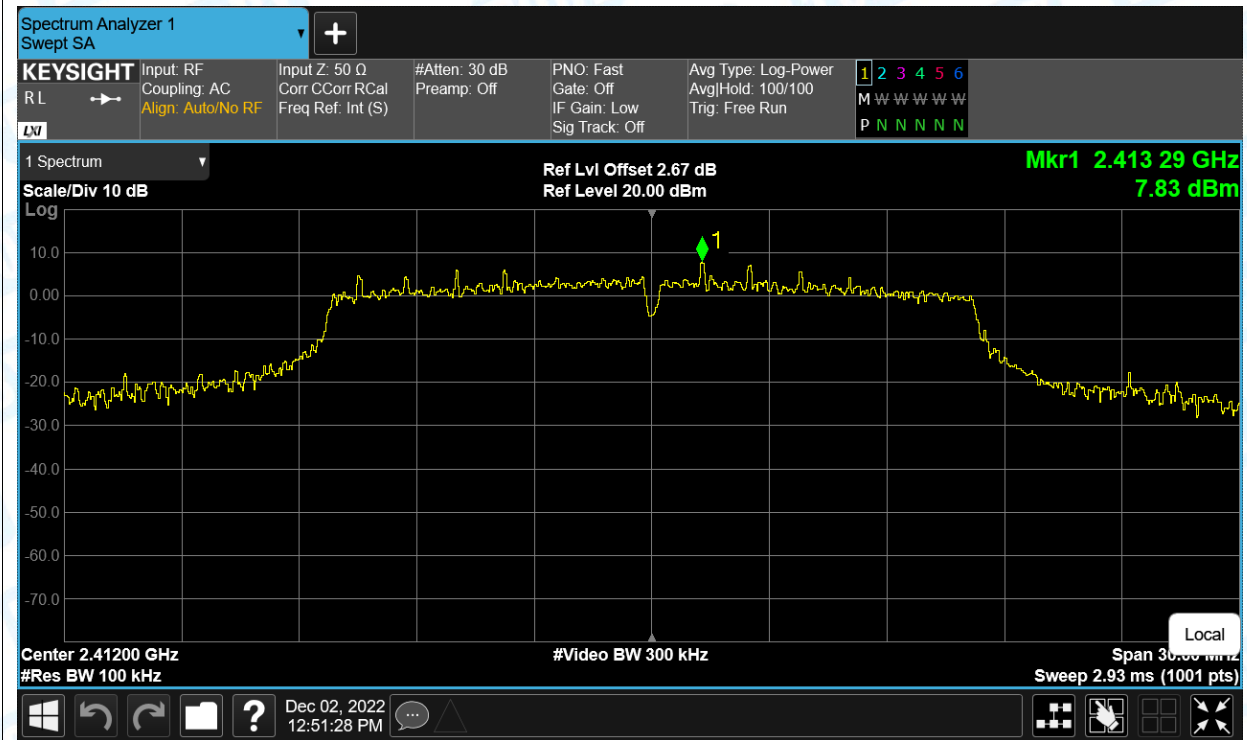 Spectrum Analyzer 1
Swept SA
+
KEYSIGHT
R L
LXI
Input: RF
Coupling: AC
Align: Auto/No RF
Input Z: 50 Ω
Corr CCorr RCal
Freq Ref: Int (S)
#Atten: 30 dB
Preamp: Off
PNO: Fast
Gate: Off
IF Gain: Low
Sig Track: Off
Avg Type: Log-Power
Avg|Hold: 100/100
Trig: Free Run
1 2 3 4 5 6
M W W W W W W
P N N N N N N
1 Spectrum
Scale/Div 10 dB
Log
Ref Lvl Offset 2.67 dB
Ref Level 20.00 dBm
Mkr1 2.413 29 GHz
7.83 dBm
1
10.0
0.00
-10.0
-20.0
-30.0
-40.0
-50.0
-60.0
-70.0
Local
Center 2.41200 GHz
#Video BW 300 kHz
Span 30.00 MHz
#Res BW 100 kHz
Sweep 2.93 ms (1001 pts)
?
Dec 02, 2022
12:51:28 PM